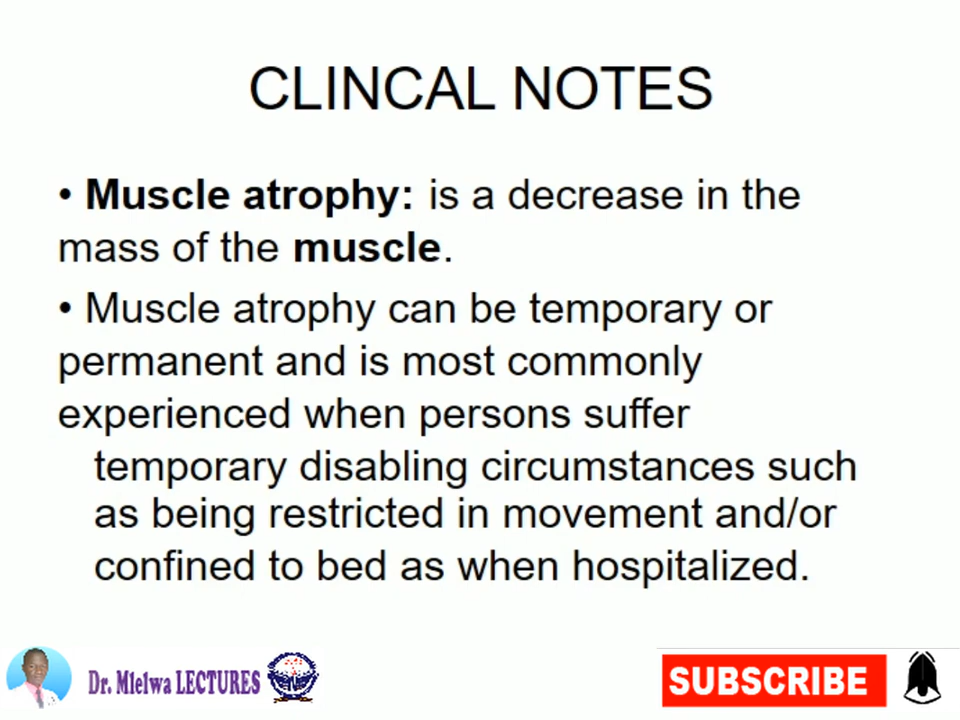 CLINCAL NOTES
• Muscle atrophy: is a decrease in the
mass of the muscle.
• Muscle atrophy can be temporary or
permanent and is most commonly
experienced when persons suffer
temporary disabling circumstances such
as being restricted in movement and/or
confined to bed as when hospitalized.
Dr. Mlelwa LECTURES
SUBSCRIBE